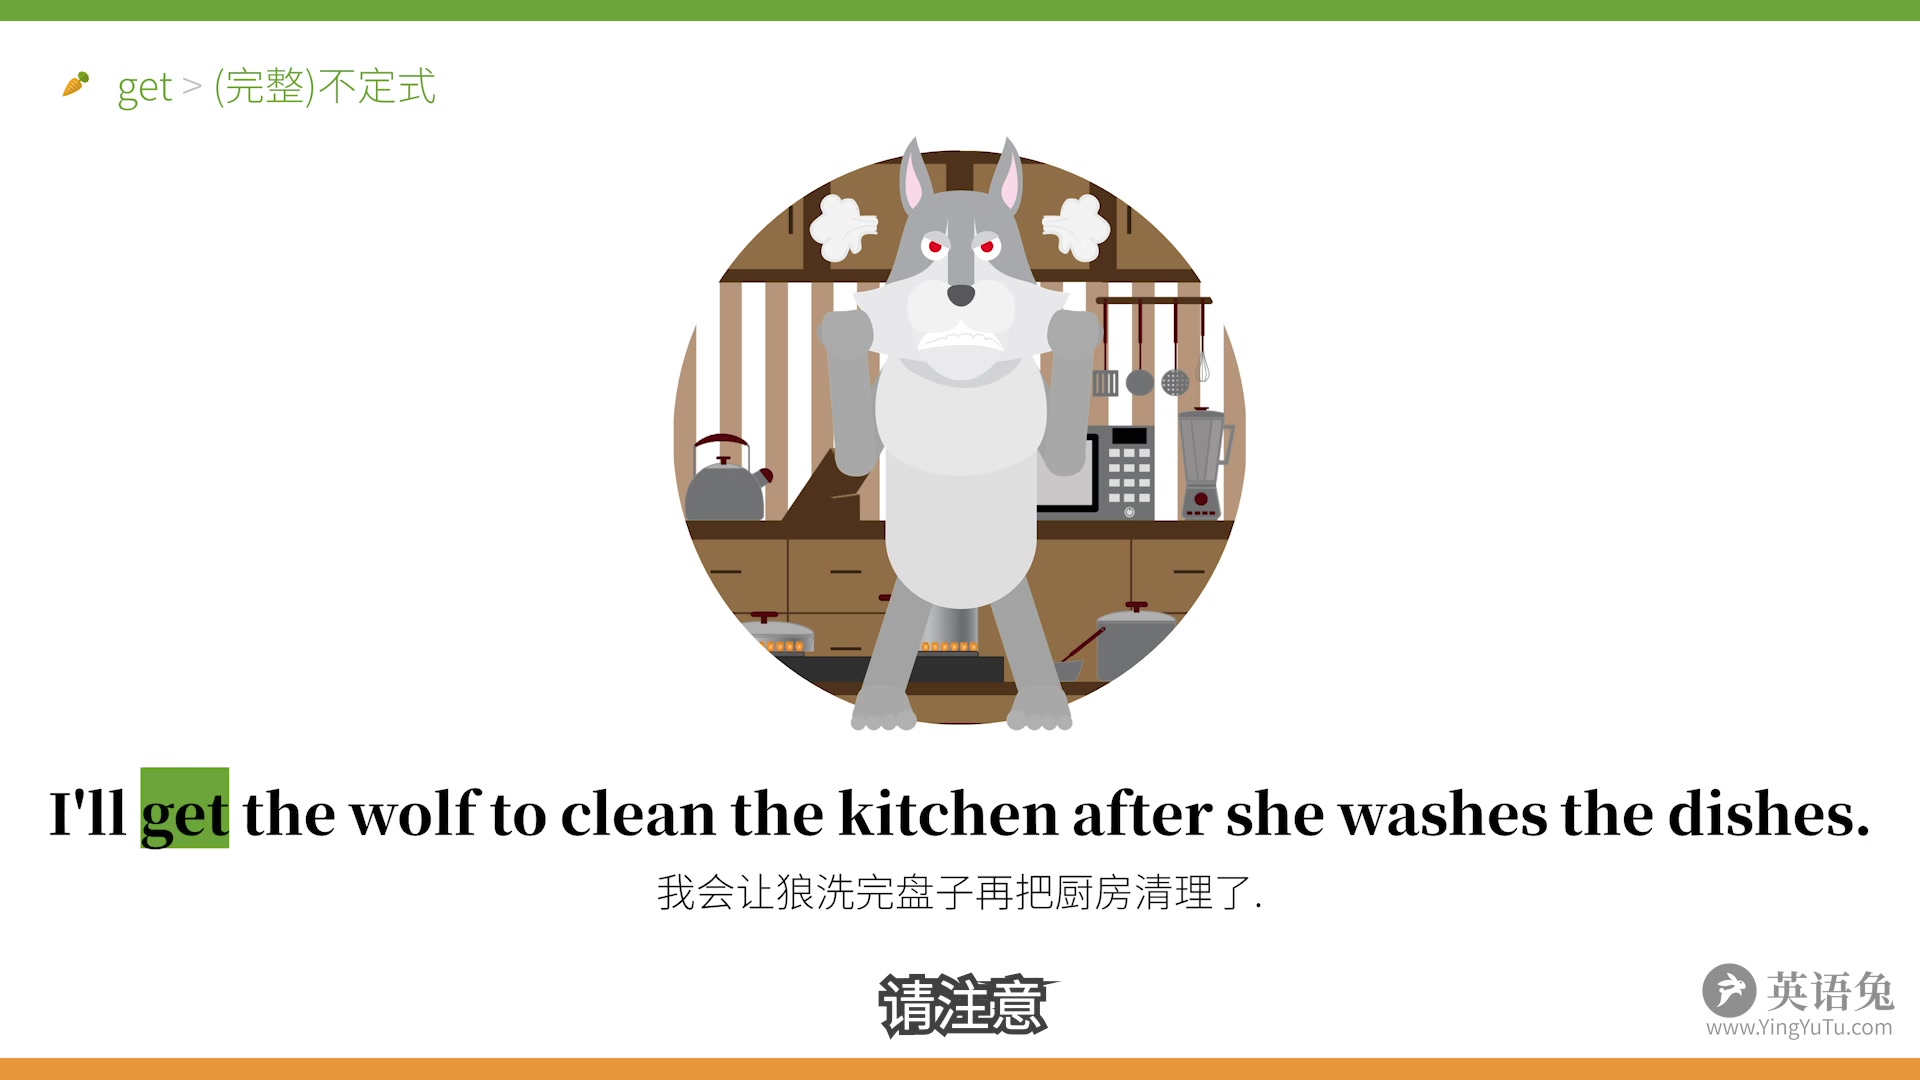 get > (完整)不定式
I'll get the wolf to clean the kitchen after she washes the dishes.
我会让狼洗完盘子再把厨房清理了.
请注意
英语兔
www.YingYuTu.com